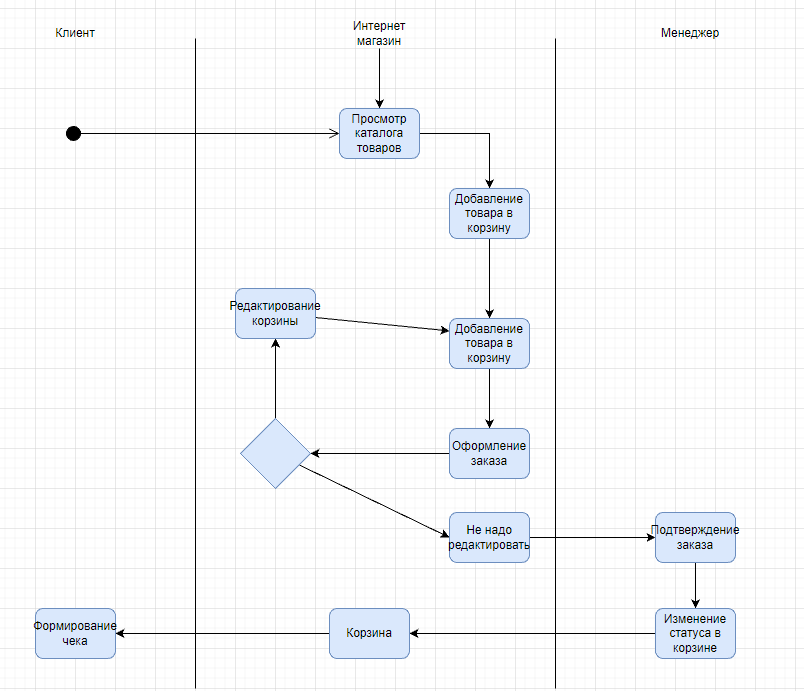 Клиент
Интернет
магазин
Менеджер
Просмотр
каталога
товаров
Добавление
товара в
корзину
Редактирование
корзины
Добавление
товара в
корзину
Оформление
заказа
Не надо
редактировать
Подтверждение
заказа
Формирование
чека
Корзина
Изменение
статуса в
корзине